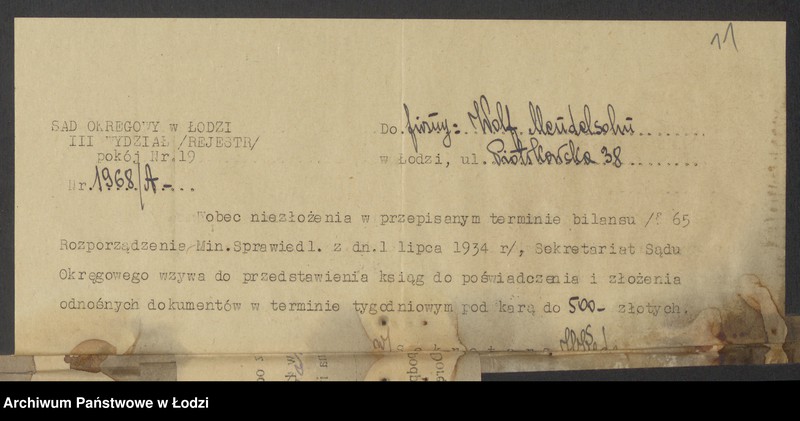 11
SAD OKREGOWY w ŁODZI
III WYDZIAŁ /REJESTR/
pokój Nr.19
Nr. 1968/A-...
Do firmy: Wolf Mendelsohn........
w Łodzi, ul. Piotrkowska 38.........
Wobec niezłożenia w przepisanym terminie bilansu /§ 65
Rozporządzenia Min.Sprawiedl. z dn.1 lipca 1934 r/, Sekretariat Sądu
Okręgowego wzywa do przedstawienia ksiąg do poświadczenia i złożenia
odnośnych dokumentów w terminie tygodniowym pod karą do 500- złotych.
Archiwum Państwowe w Łodzi